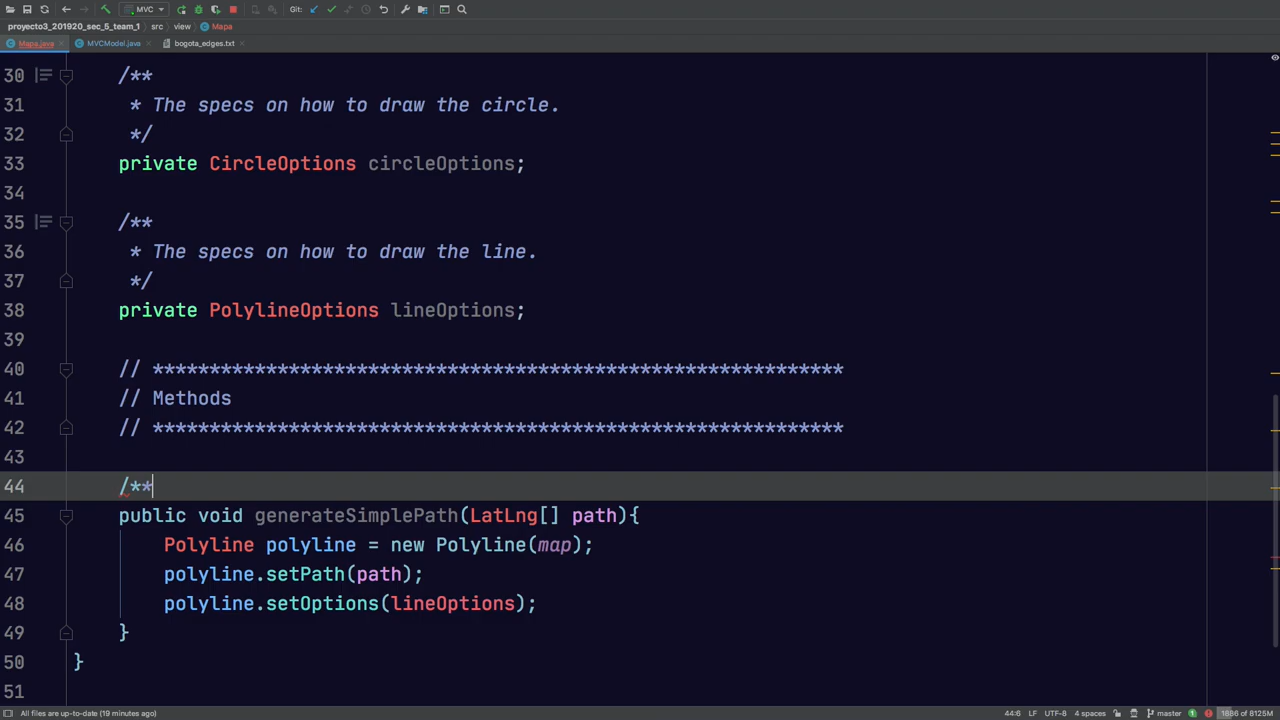 MVC Git:
proyecto3_201920_sec_5_team_1 src view Mapa
Mapa.java MVCModel.java bogota_edges.txt
30 /**
31 * The specs on how to draw the circle.
32 */
33 private CircleOptions circleOptions;
34
35 /**
36 * The specs on how to draw the line.
37 */
38 private PolylineOptions lineOptions;
39
40 // *************************************************************
41 // Methods
42 // *************************************************************
43
44 /**
45 public void generateSimplePath(LatLng[] path){
46 Polyline polyline = new Polyline(map);
47 polyline.setPath(path);
48 polyline.setOptions(lineOptions);
49 }
50 }
51
All files are up-to-date (19 minutes ago) 44:6 LF UTF-8 4 spaces master 1 1886 of 8125M